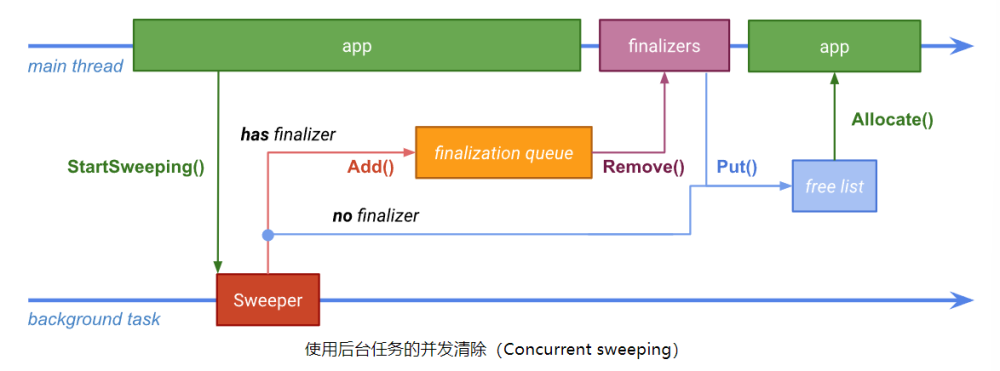 app
finalizers
app
main thread
has finalizer
Allocate()
StartSweeping()
Add()
finalization queue
Remove()
Put()
free list
no finalizer
Sweeper
background task
使用后台任务的并发清除（Concurrent sweeping）